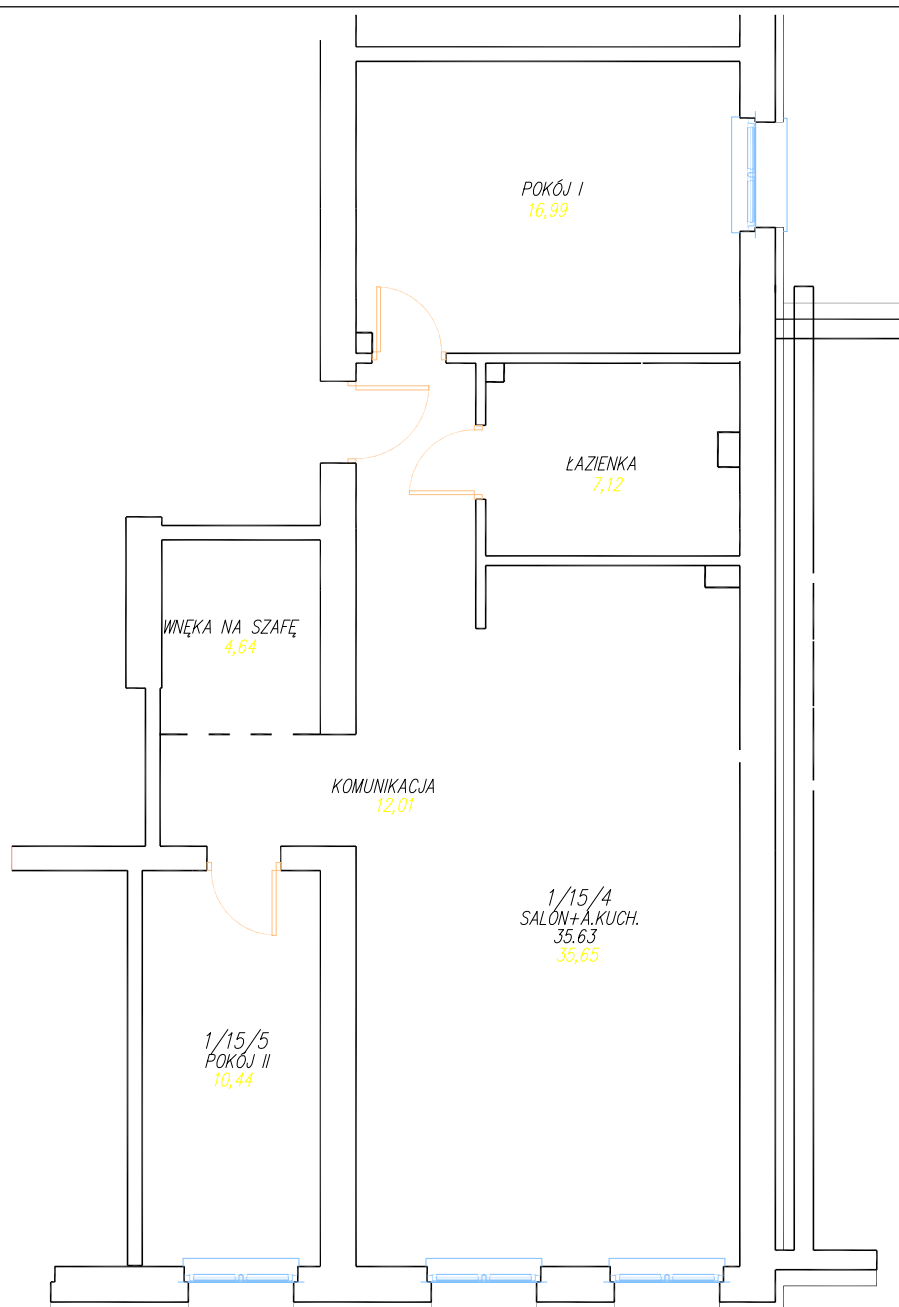 POKÓJ I
16,99
ŁAZIENKA
7,12
WNĘKA NA SZAFĘ
4,64
KOMUNIKACJA
12,01
1/15/4
SALON+A.KUCH.
35.63
35,65
1/15/5
POKÓJ II
10,44